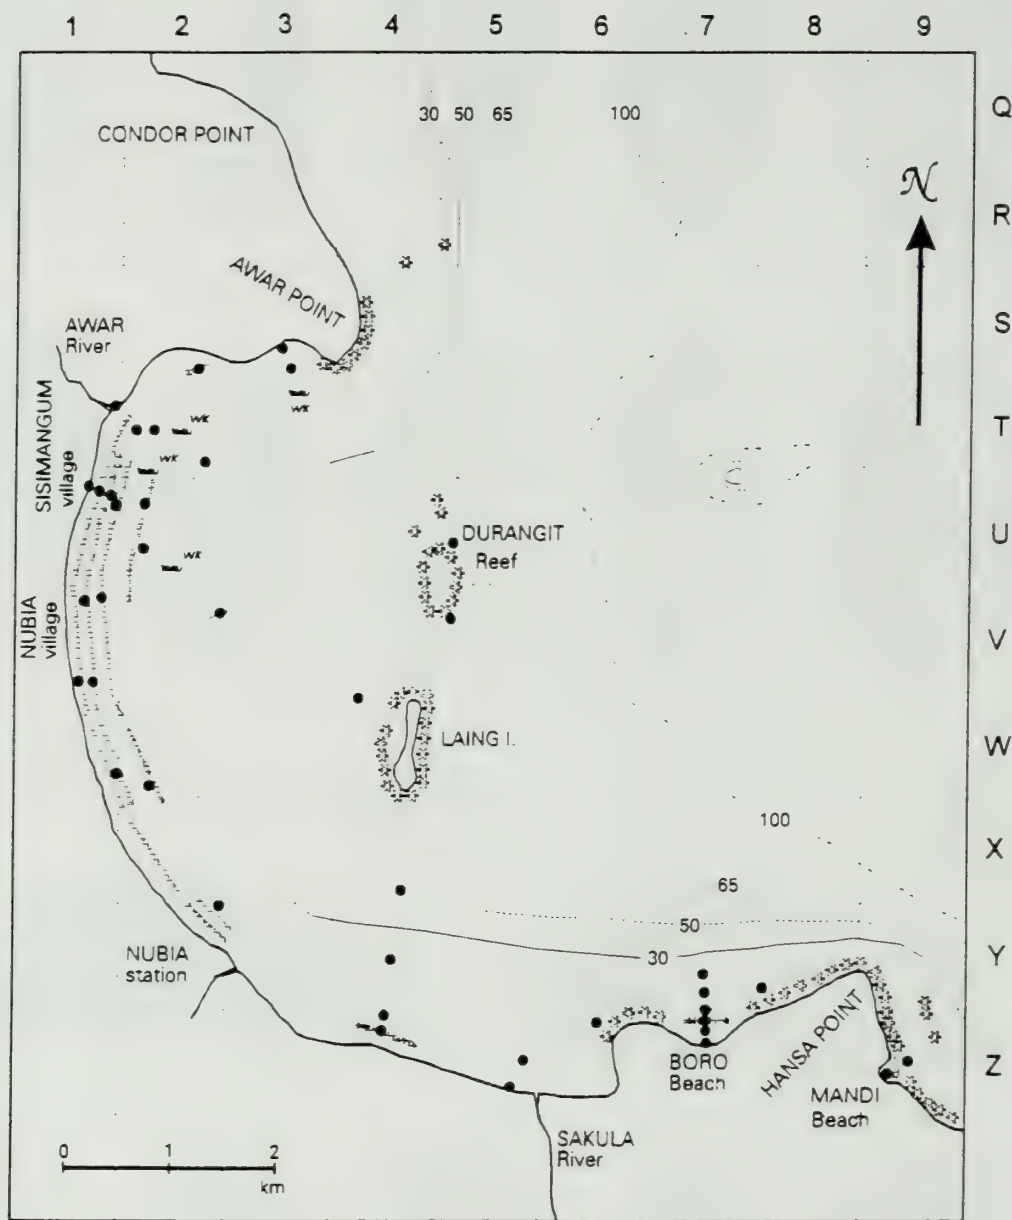 1 2 3 4 5 6 7 8 9
Q
30 50 65 100
CONDOR POINT
N
R
AWAR POINT
S
AWAR
River
wk
T
wk
SISIMANGUM
village
wk
DURANGIT
Reef
U
wk
NUBIA
village
V
LAING I.
W
100
X
65
50
NUBIA
station
30
Y
HANSA POINT
BORO
Beach
Z
MANDI
Beach
SAKULA
River
0 1 2
km